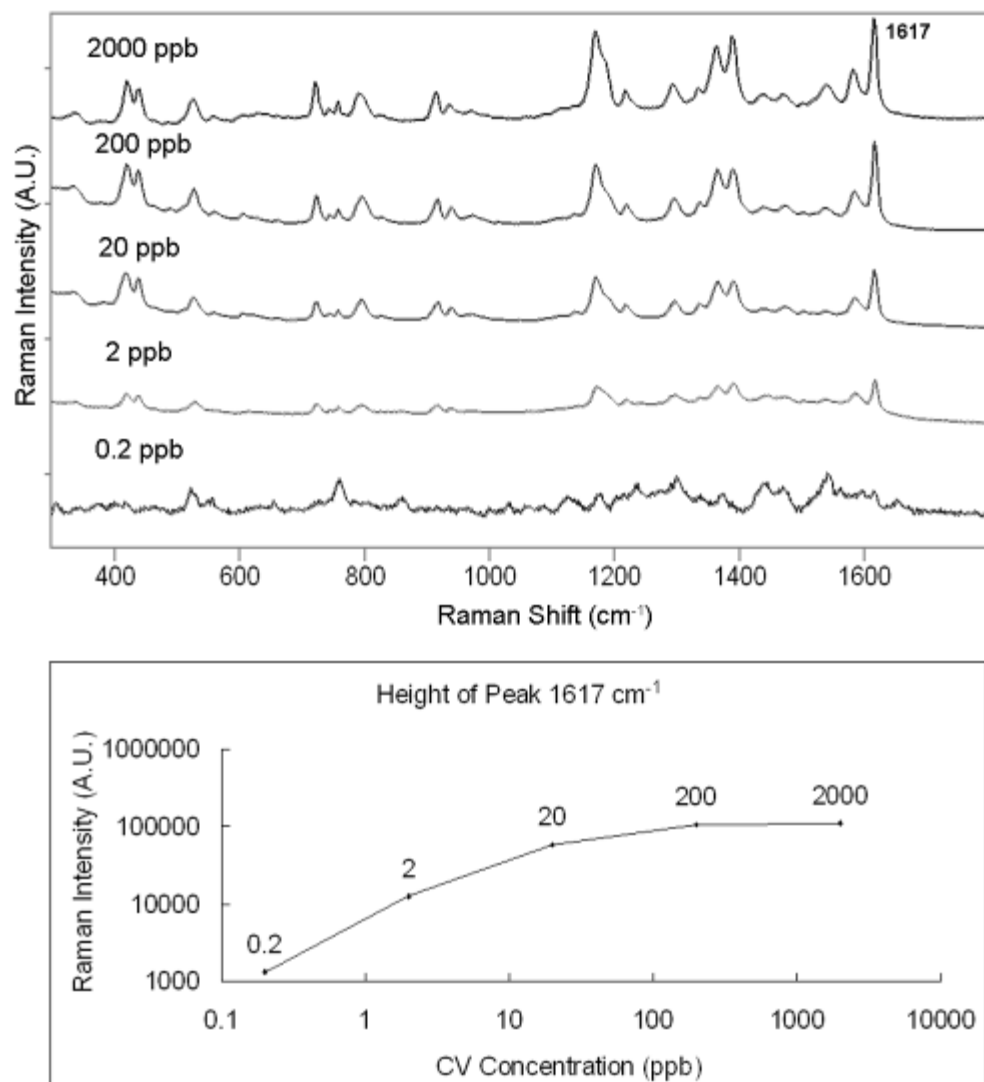 2000 ppb
1617
200 ppb
20 ppb
2 ppb
0.2 ppb
Raman Intensity (A.U.)
400 600 800 1000 1200 1400 1600
Raman Shift (cm⁻¹)
Height of Peak 1617 cm⁻¹
Raman Intensity (A.U.)
1000000
100000
10000
1000
0.2
2
20
200
2000
0.1 1 10 100 1000 10000
CV Concentration (ppb)